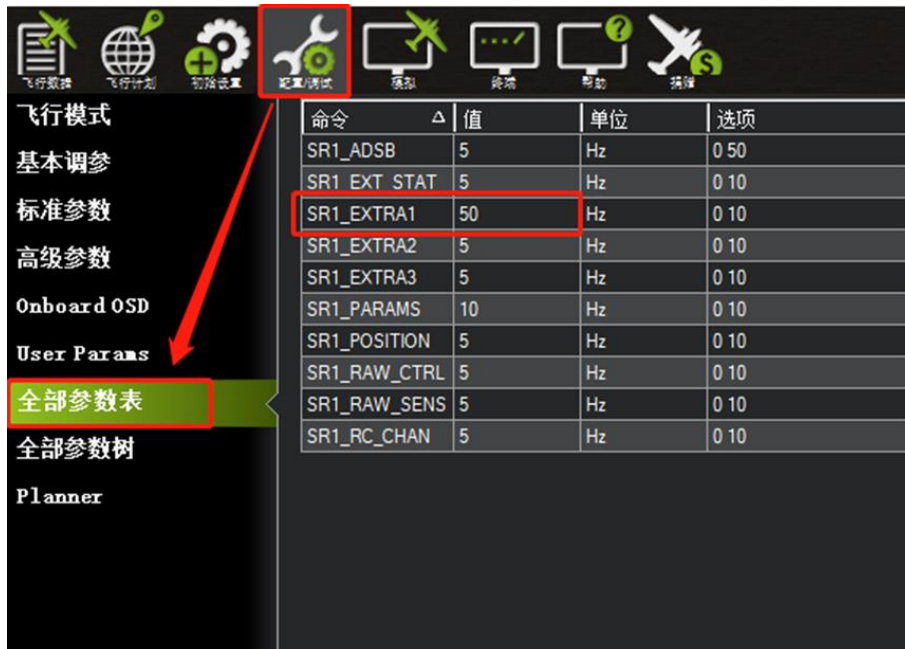 飞行数据 飞行计划 初始设置 配置/调试 模拟 终端 帮助 捐赠
飞行模式
基本调参
标准参数
高级参数
Onboard OSD
User Params
全部参数表
全部参数树
Planner
命令 值 单位 选项
SR1_ADSB 5 Hz 0 50
SR1_EXT_STAT 5 Hz 0 10
SR1_EXTRA1 50 Hz 0 10
SR1_EXTRA2 5 Hz 0 10
SR1_EXTRA3 5 Hz 0 10
SR1_PARAMS 10 Hz 0 10
SR1_POSITION 5 Hz 0 10
SR1_RAW_CTRL 5 Hz 0 10
SR1_RAW_SENS 5 Hz 0 10
SR1_RC_CHAN 5 Hz 0 10